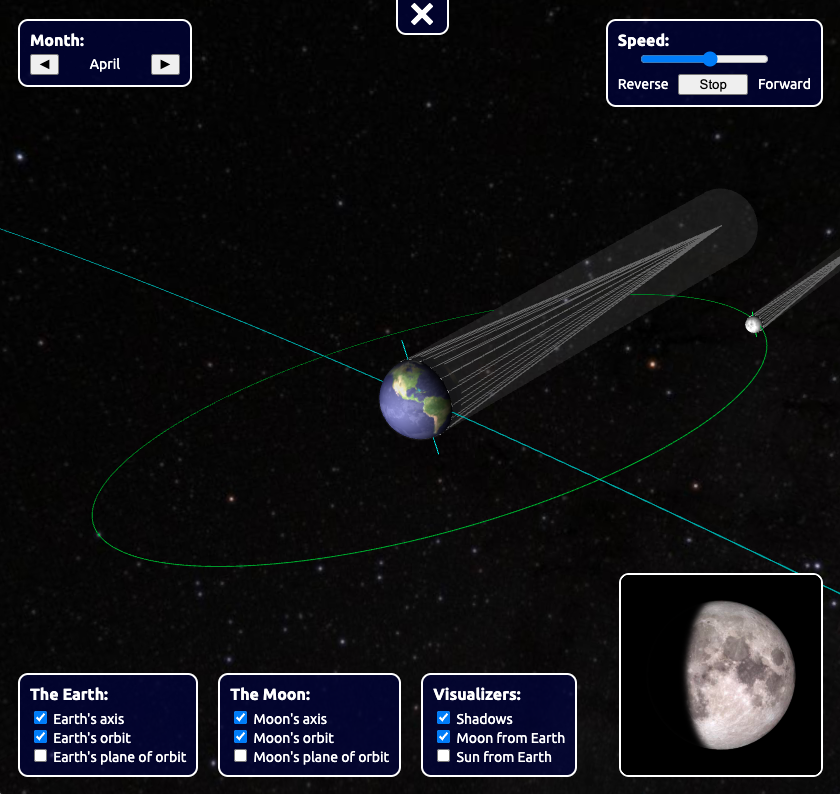 Month:
◀ April ▶
Speed:
Reverse Stop Forward
The Earth:
Earth's axis
Earth's orbit
Earth's plane of orbit
The Moon:
Moon's axis
Moon's orbit
Moon's plane of orbit
Visualizers:
Shadows
Moon from Earth
Sun from Earth